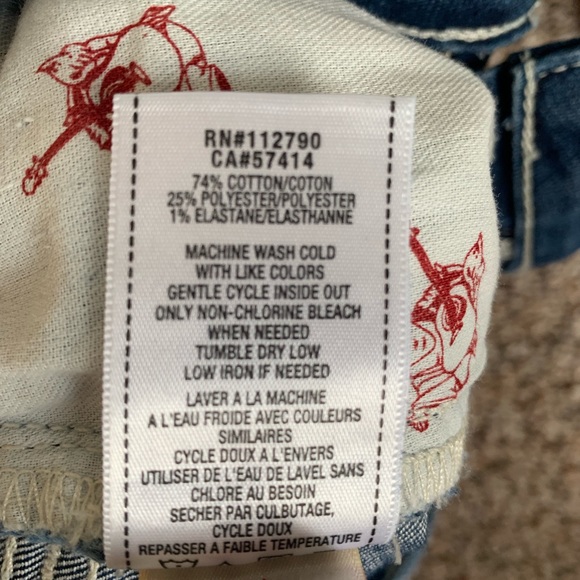 RN#112790
CA#57414
74% COTTON/COTON
25% POLYESTER/POLYESTER
1% ELASTANE/ELASTHANNE
MACHINE WASH COLD
WITH LIKE COLORS
GENTLE CYCLE INSIDE OUT
ONLY NON-CHLORINE BLEACH
WHEN NEEDED
TUMBLE DRY LOW
LOW IRON IF NEEDED
LAVER A LA MACHINE
A L'EAU FROIDE AVEC COULEURS
SIMILAIRES
CYCLE DOUX A L'ENVERS
UTILISER DE L'EAU DE LAVEL SANS
CHLORE AU BESOIN
SECHER PAR CULBUTAGE,
CYCLE DOUX
REPASSER A FAIBLE TEMPERATURE